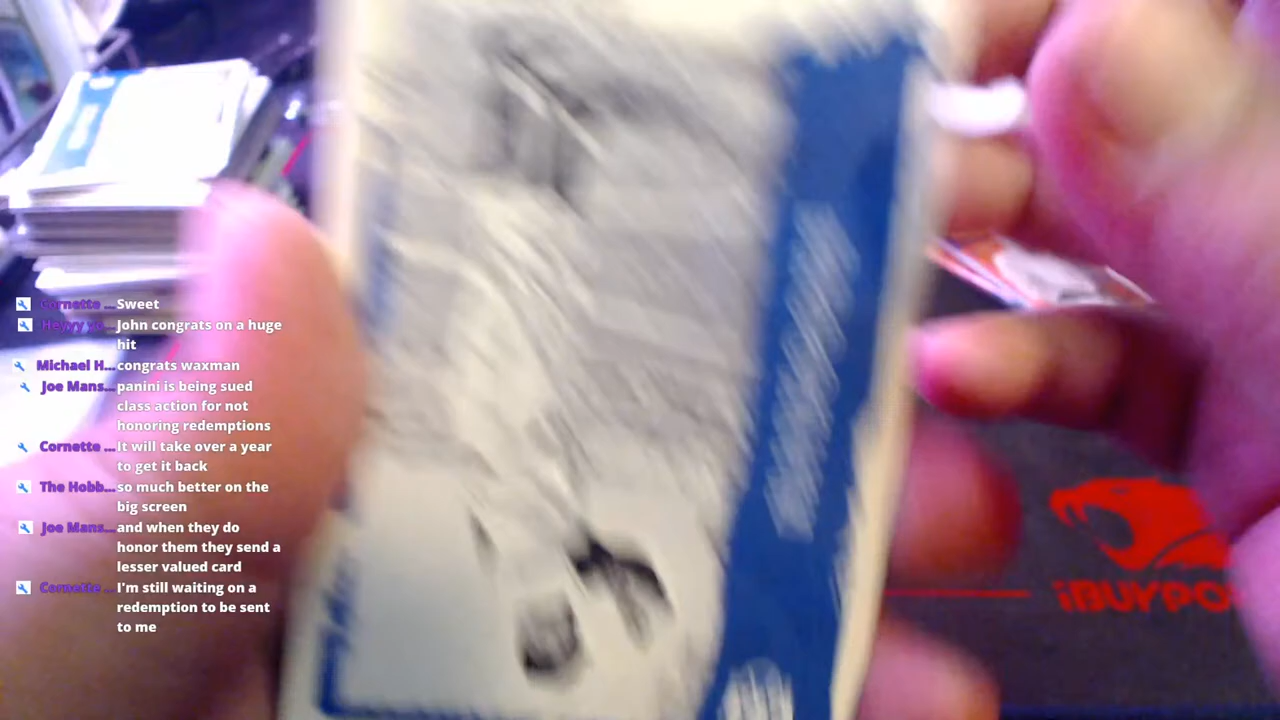 Cornette ... Sweet
Heyyy yo... John congrats on a huge
hit
Michael H... congrats waxman
Joe Mans... panini is being sued
class action for not
honoring redemptions
Cornette ... It will take over a year
to get it back
The Hobb... so much better on the
big screen
Joe Mans... and when they do
honor them they send a
lesser valued card
Cornette ... I'm still waiting on a
redemption to be sent
to me
iBUYPO